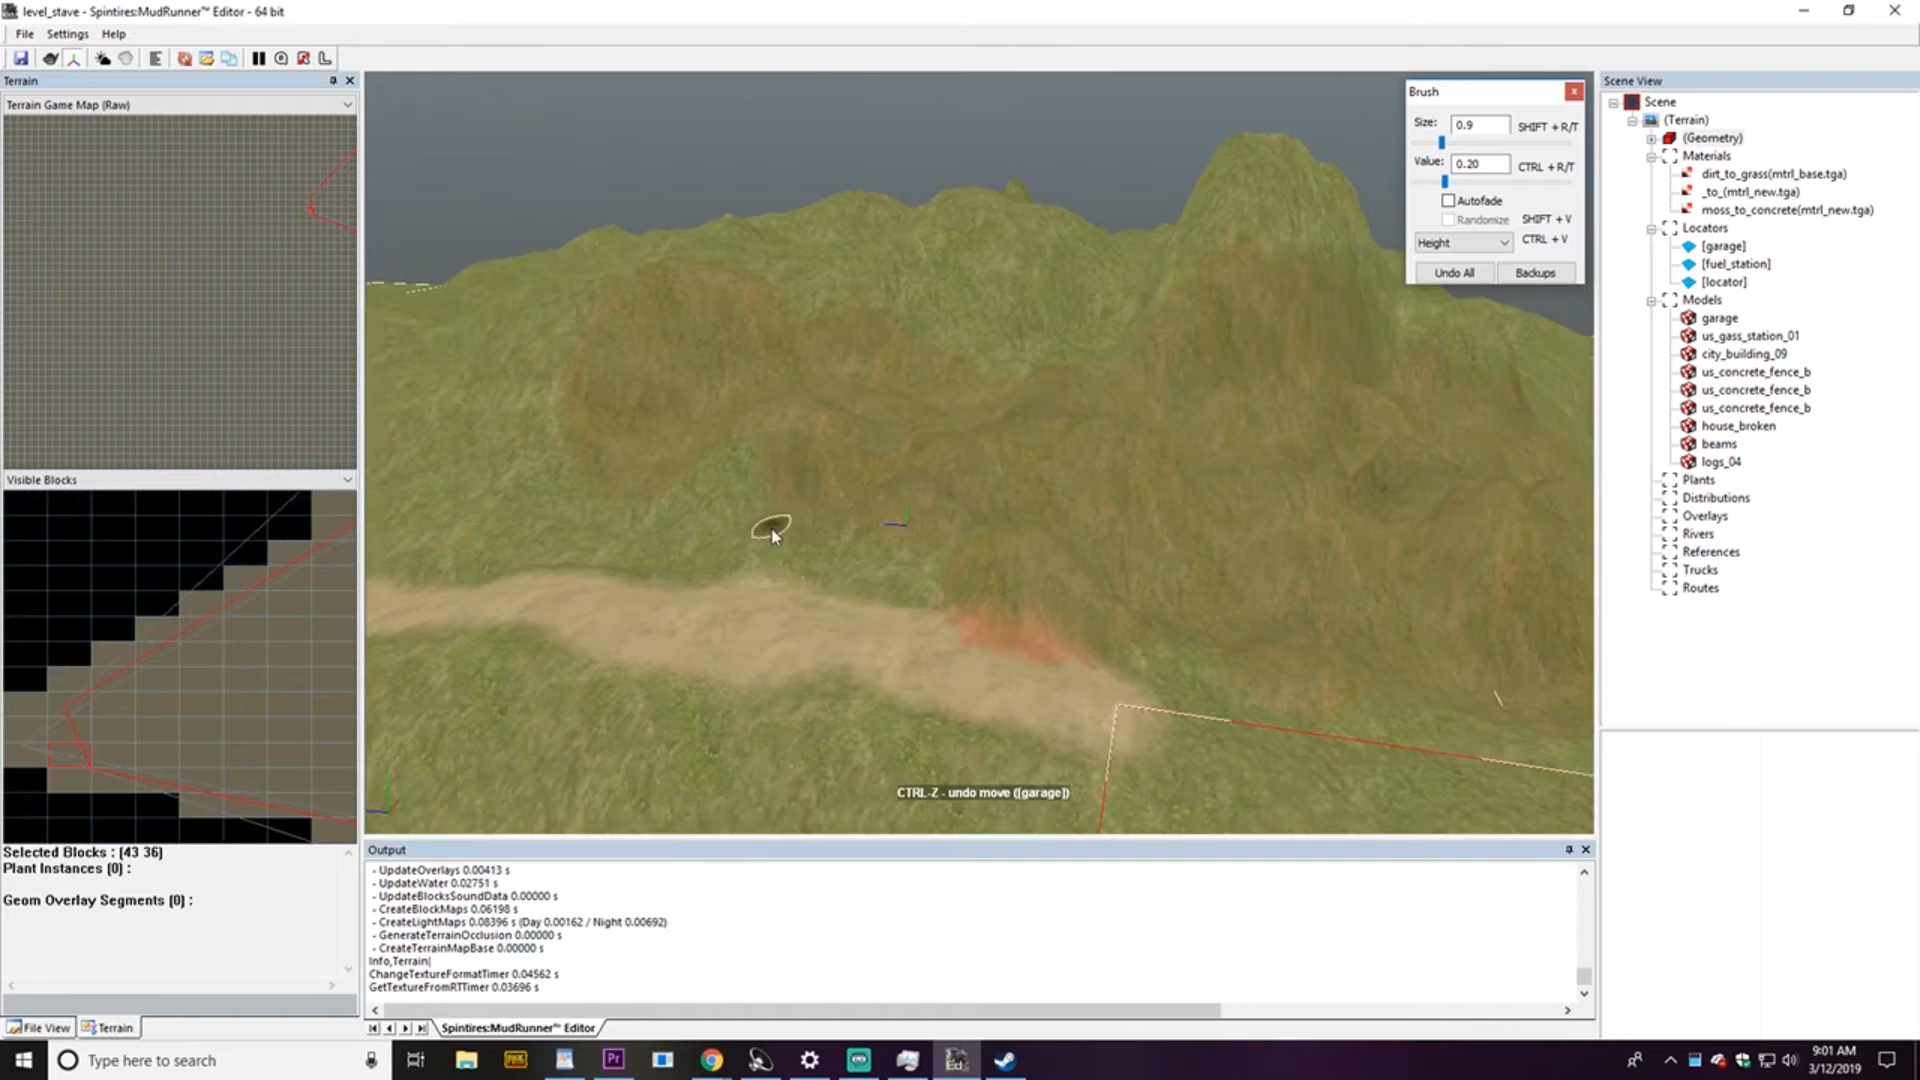 level_stave - Spintires:MudRunner™ Editor - 64 bit
File Settings Help
Terrain
Terrain Game Map (Raw)
Visible Blocks
Selected Blocks : [43 36]
Plant Instances [0] :
Geom Overlay Segments [0] :
File View
Terrain
Brush
Size: 0.9 SHIFT + R/T
Value: 0.20 CTRL + R/T
Autofade
Randomize SHIFT + V
Height CTRL + V
Undo All Backups
CTRL-Z - undo move ([garage])
Output
- UpdateOverlays 0.00413 s
- UpdateWater 0.02751 s
- UpdateBlocksSoundData 0.00000 s
- CreateBlockMaps 0.06198 s
- CreateLightMaps 0.08396 s (Day 0.00162 / Night 0.00692)
- GenerateTerrainOcclusion 0.00000 s
- CreateTerrainMapBase 0.00000 s
Info,Terrain|
ChangeTextureFormatTimer 0.04562 s
GetTextureFromRTTimer 0.03696 s
Spintires:MudRunner™ Editor
Scene View
Scene
(Terrain)
(Geometry)
Materials
dirt_to_grass(mtrl_base.tga)
_to_(mtrl_new.tga)
moss_to_concrete(mtrl_new.tga)
Locators
[garage]
[fuel_station]
[locator]
Models
garage
us_gass_station_01
city_building_09
us_concrete_fence_b
us_concrete_fence_b
us_concrete_fence_b
house_broken
beams
logs_04
Plants
Distributions
Overlays
Rivers
References
Trucks
Routes
Type here to search
Pr
Ed
9:01 AM
3/12/2019